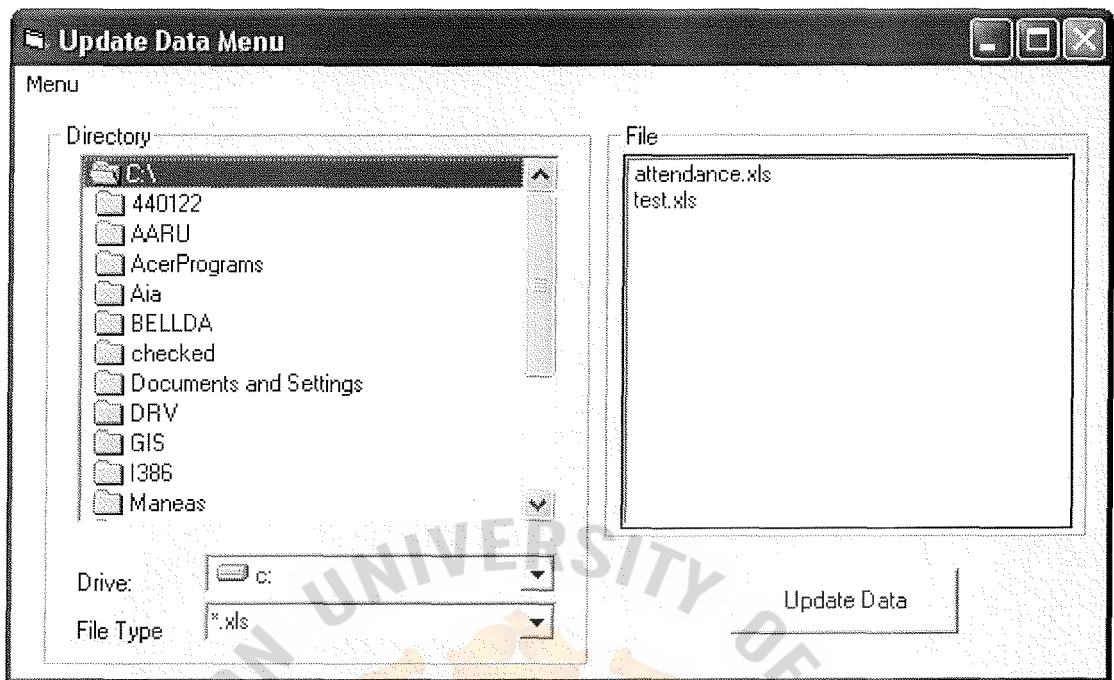 Update Data Menu
Menu
Directory
C:\
440122
AARU
AcerPrograms
Aia
BELLDA
checked
Documents and Settings
DRV
GIS
I386
Maneas
Drive:
c:
File Type
*.xls
File
attendance.xls
test.xls
Update Data
UNIVERSITY OF